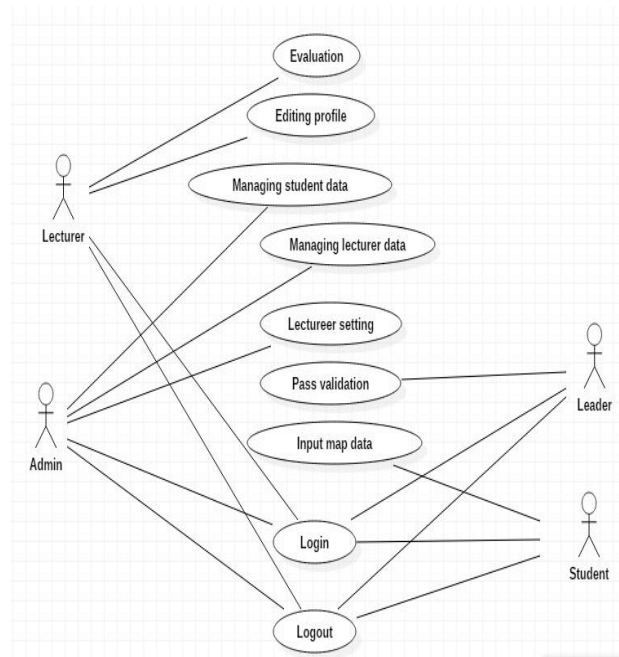 Evaluation
Editing profile
Managing student data
Lecturer
Managing lecturer data
Lectureer setting
Pass validation
Leader
Input map data
Admin
Login
Student
Logout